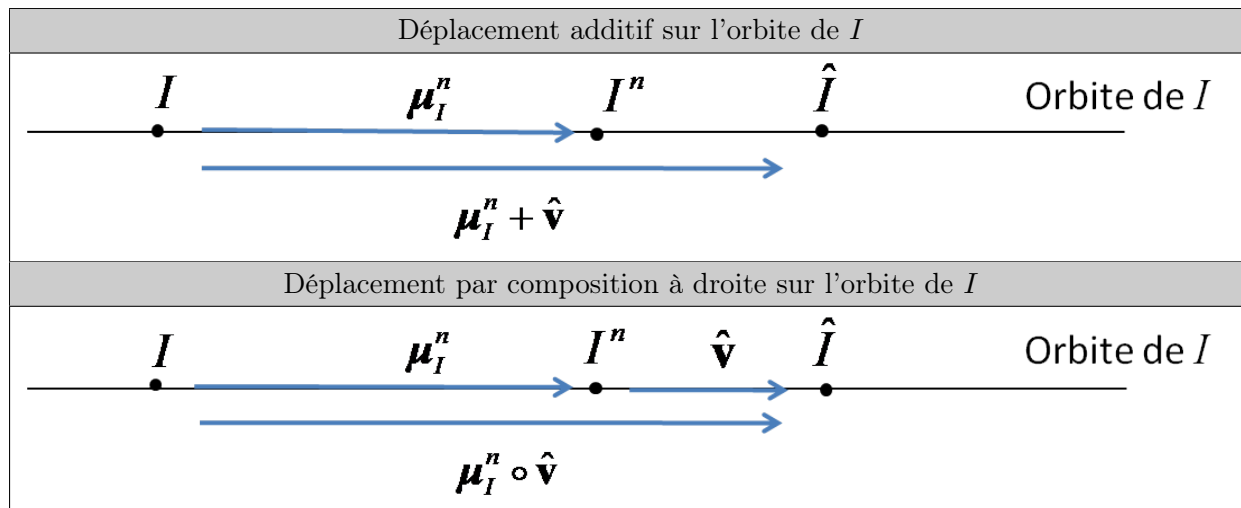 Déplacement additif sur l'orbite de I
I μ_I^n I^n Î Orbite de I
μ_I^n + v̂
Déplacement par composition à droite sur l'orbite de I
I μ_I^n I^n v̂ Î Orbite de I
μ_I^n ∘ v̂